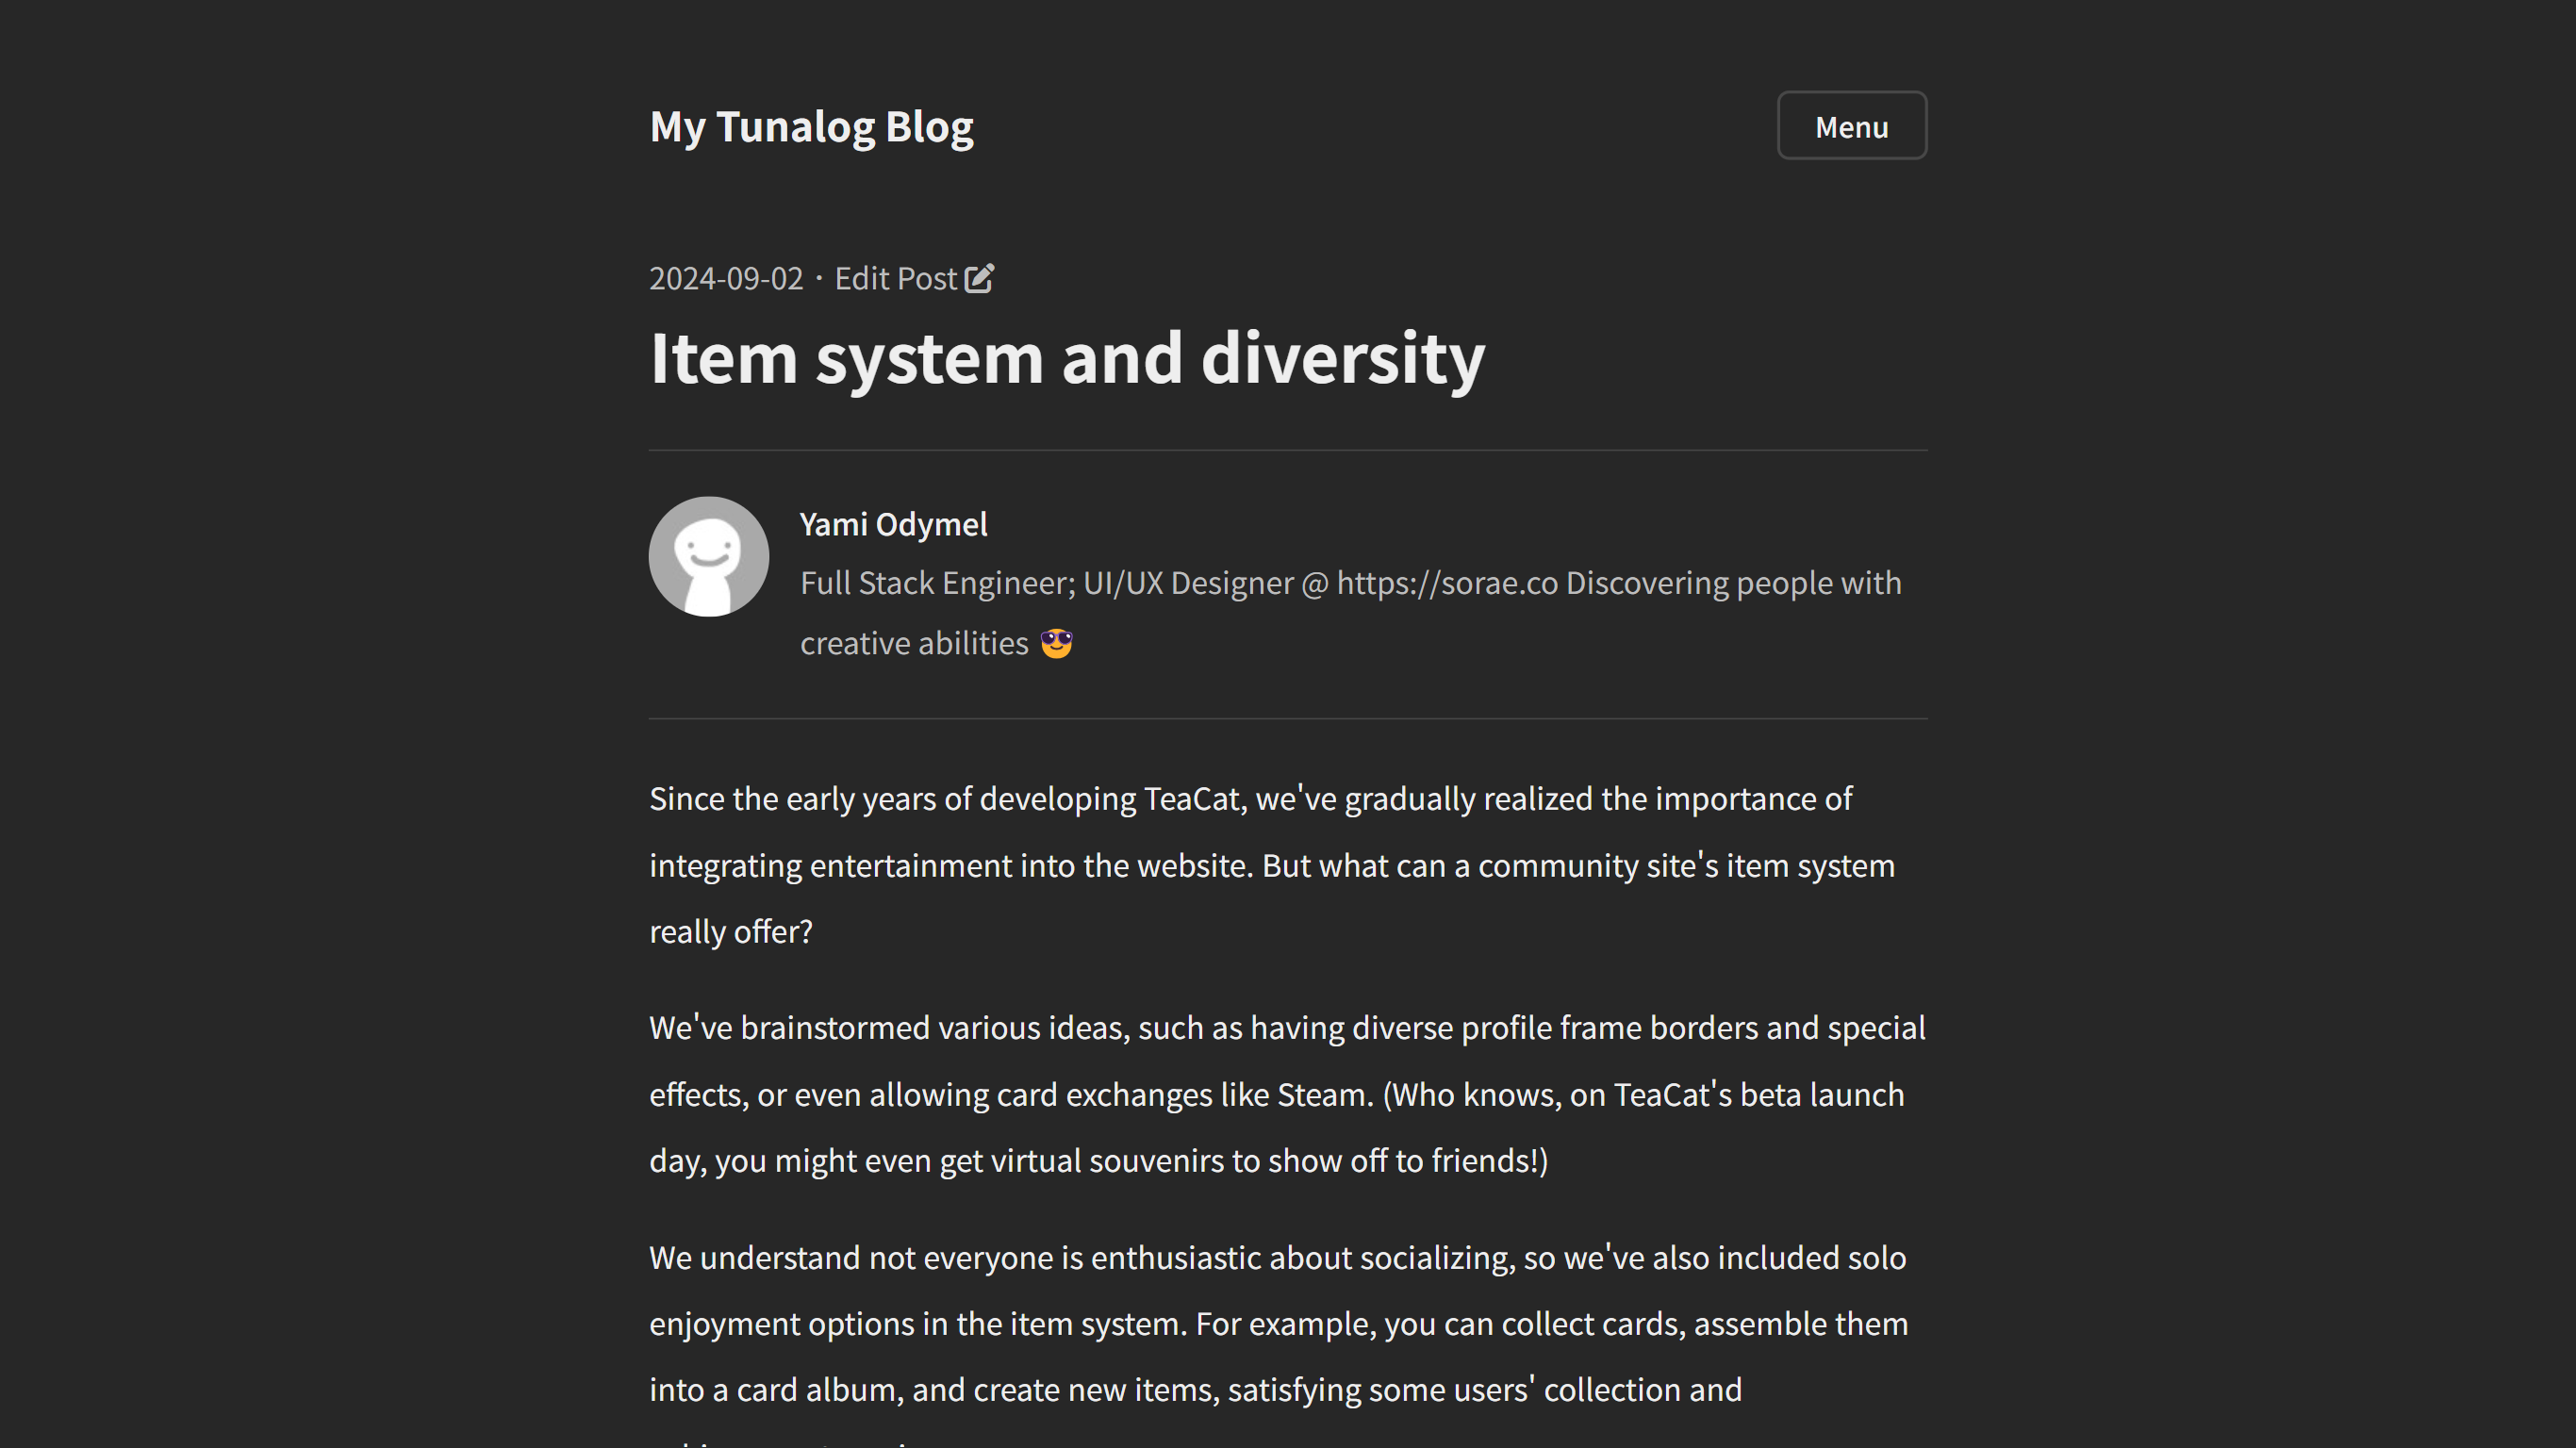 My Tunalog Blog
Menu
2024-09-02 · Edit Post
Item system and diversity
Yami Odymel
Full Stack Engineer; UI/UX Designer @ https://sorae.co Discovering people with
creative abilities 😎
Since the early years of developing TeaCat, we've gradually realized the importance of
integrating entertainment into the website. But what can a community site's item system
really offer?
We've brainstormed various ideas, such as having diverse profile frame borders and special
effects, or even allowing card exchanges like Steam. (Who knows, on TeaCat's beta launch
day, you might even get virtual souvenirs to show off to friends!)
We understand not everyone is enthusiastic about socializing, so we've also included solo
enjoyment options in the item system. For example, you can collect cards, assemble them
into a card album, and create new items, satisfying some users' collection and